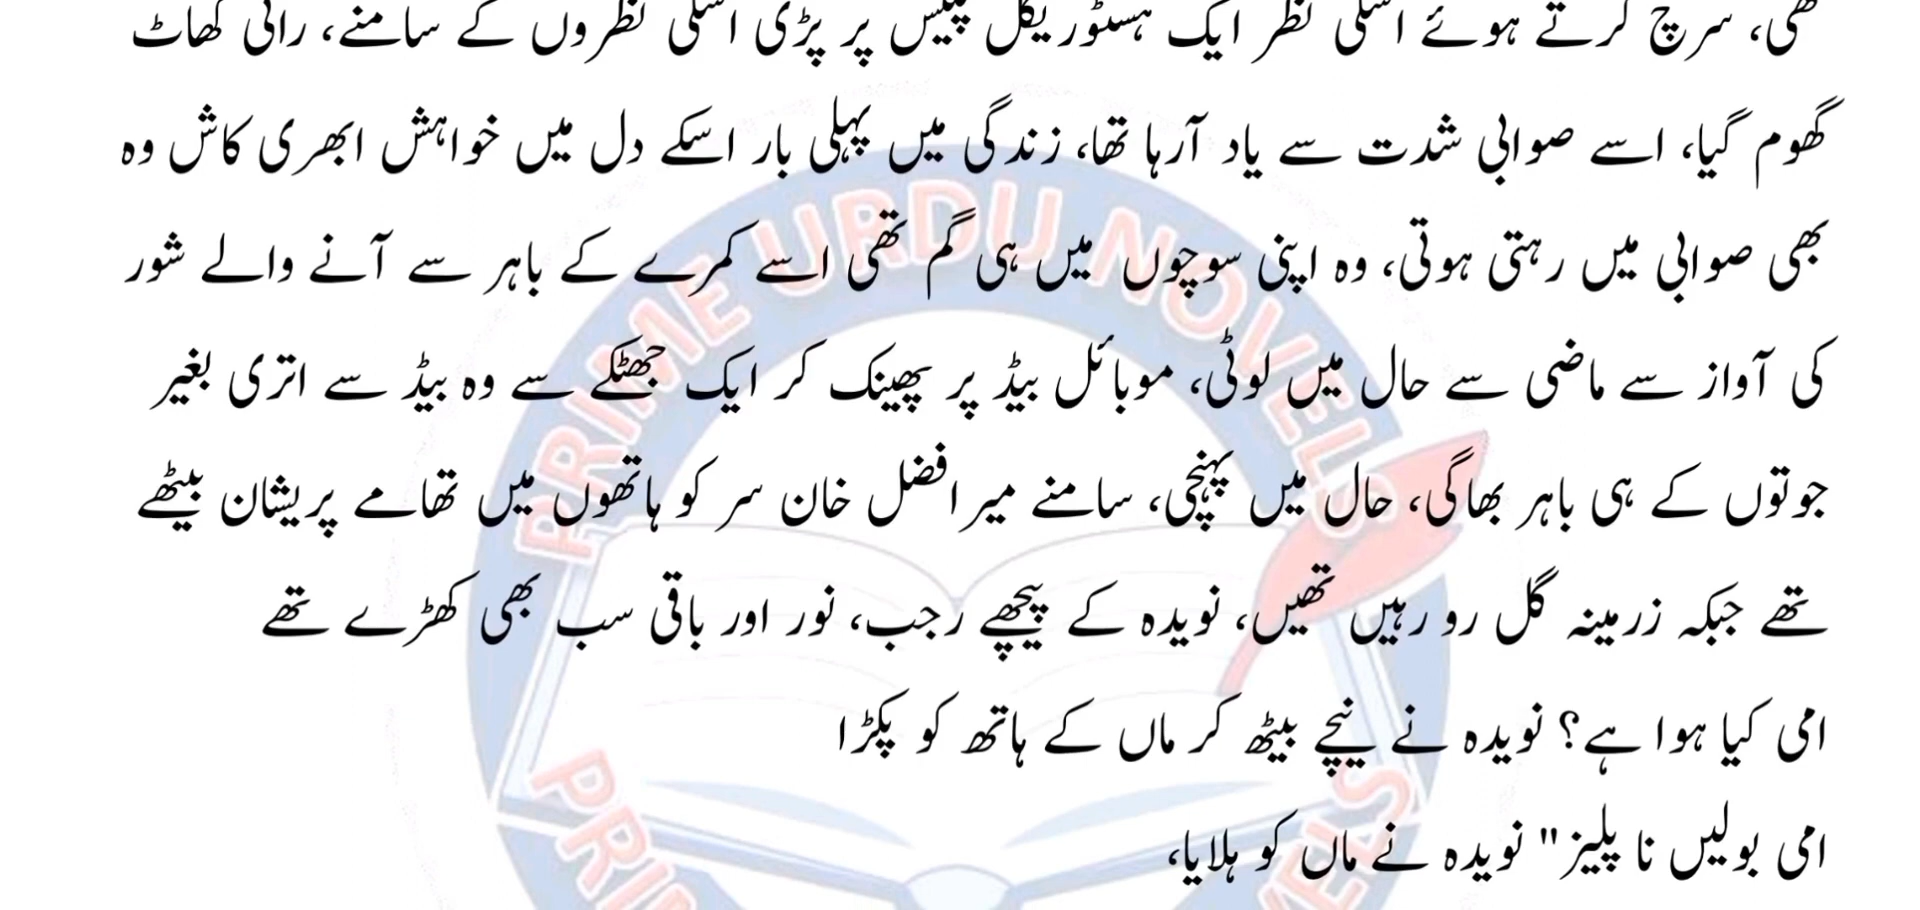 تھی، سرچ کرتے ہوئے اسکی نظر ایک ہسٹوریکل پلیس پر پڑی اسکی نظروں کے سامنے، رانی گھاٹ
گھوم گیا، اسے صوابی شدت سے یاد آرہا تھا، زندگی میں پہلی بار اسکے دل میں خواہش ابھری کاش وہ
بھی صوابی میں رہتی ہوتی، وہ اپنی سوچوں میں ہی گم تھی اسے کمرے کے باہر سے آنے والے شور
کی آواز سے ماضی سے حال میں لوٹی، موبائل بیڈ پر پھینک کر ایک جھٹکے سے وہ بیڈ سے اتری بغیر
جوتوں کے ہی باہر بھاگی، حال میں پہنچی، سامنے میر افضل خان سر کو ہاتھوں میں تھامے پریشان بیٹھے
تھے جبکہ زرمینہ گل رو رہیں تھیں، نویدہ کے پیچھے رجب، نور اور باقی سب بھی کھڑے تھے
امی کیا ہوا ہے؟ نویدہ نے نیچے بیٹھ کر ماں کے ہاتھ کو پکڑا
امی بولیں نا پلیز" نویدہ نے ماں کو ہلایا،
PRIME URDU NOVELS